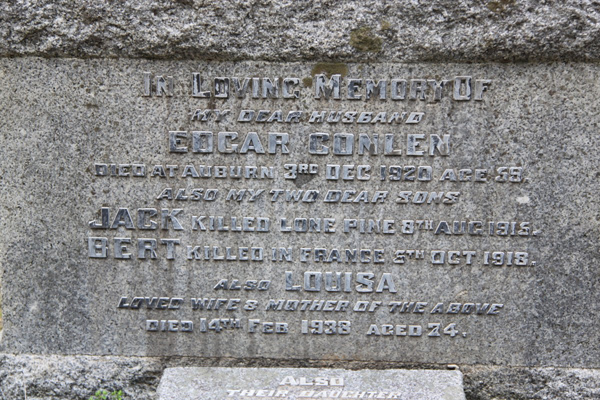 IN LOVING MEMORY OF
MY DEAR HUSBAND
EDGAR CONLEN
DIED AT AUBURN 3RD DEC 1920 AGE 55.
ALSO MY TWO DEAR SONS
JACK KILLED LONE PINE 8TH AUG. 1915.
BERT KILLED IN FRANCE 5TH OCT 1918.
ALSO LOUISA
LOVED WIFE & MOTHER OF THE ABOVE
DIED 14TH FEB 1938 AGED 74.
ALSO
THEIR DAUGHTER